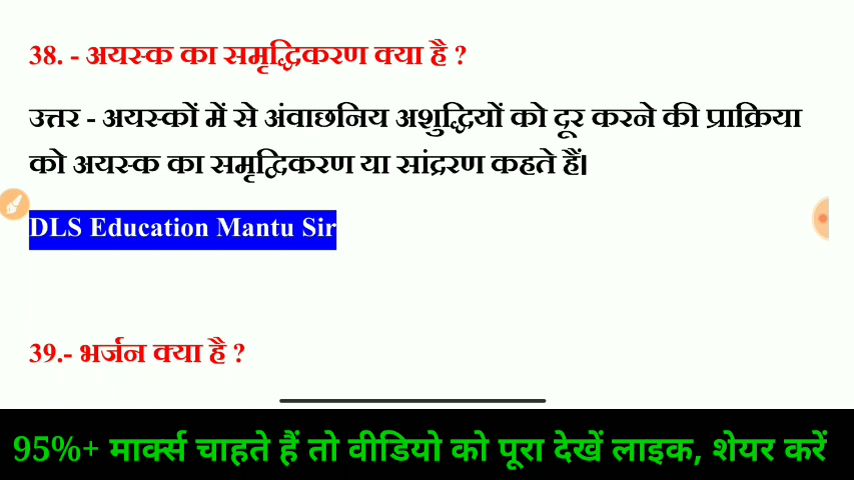 38. - अयस्क का समृद्धिकरण क्या है ?
उत्तर - अयस्कों में से अंवाछनिय अशुद्धियों को दूर करने की प्राक्रिया
को अयस्क का समृद्विकरण या सांद्ररण कहते हैं।
DLS Education Mantu Sir
39.- भर्जन क्या है ?
95%+ मार्क्स चाहते हैं तो वीडियो को पूरा देखें लाइक, शेयर करें